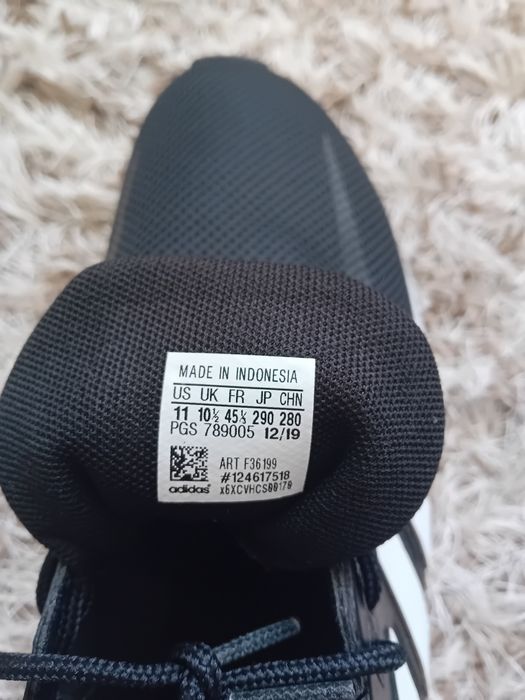 MADE IN INDONESIA
US UK FR JP CHN
11 10½ 45⅓ 290 280
PGS 789005 12/19
ART F36199
#124617518
adidas x6XCVHCS00179